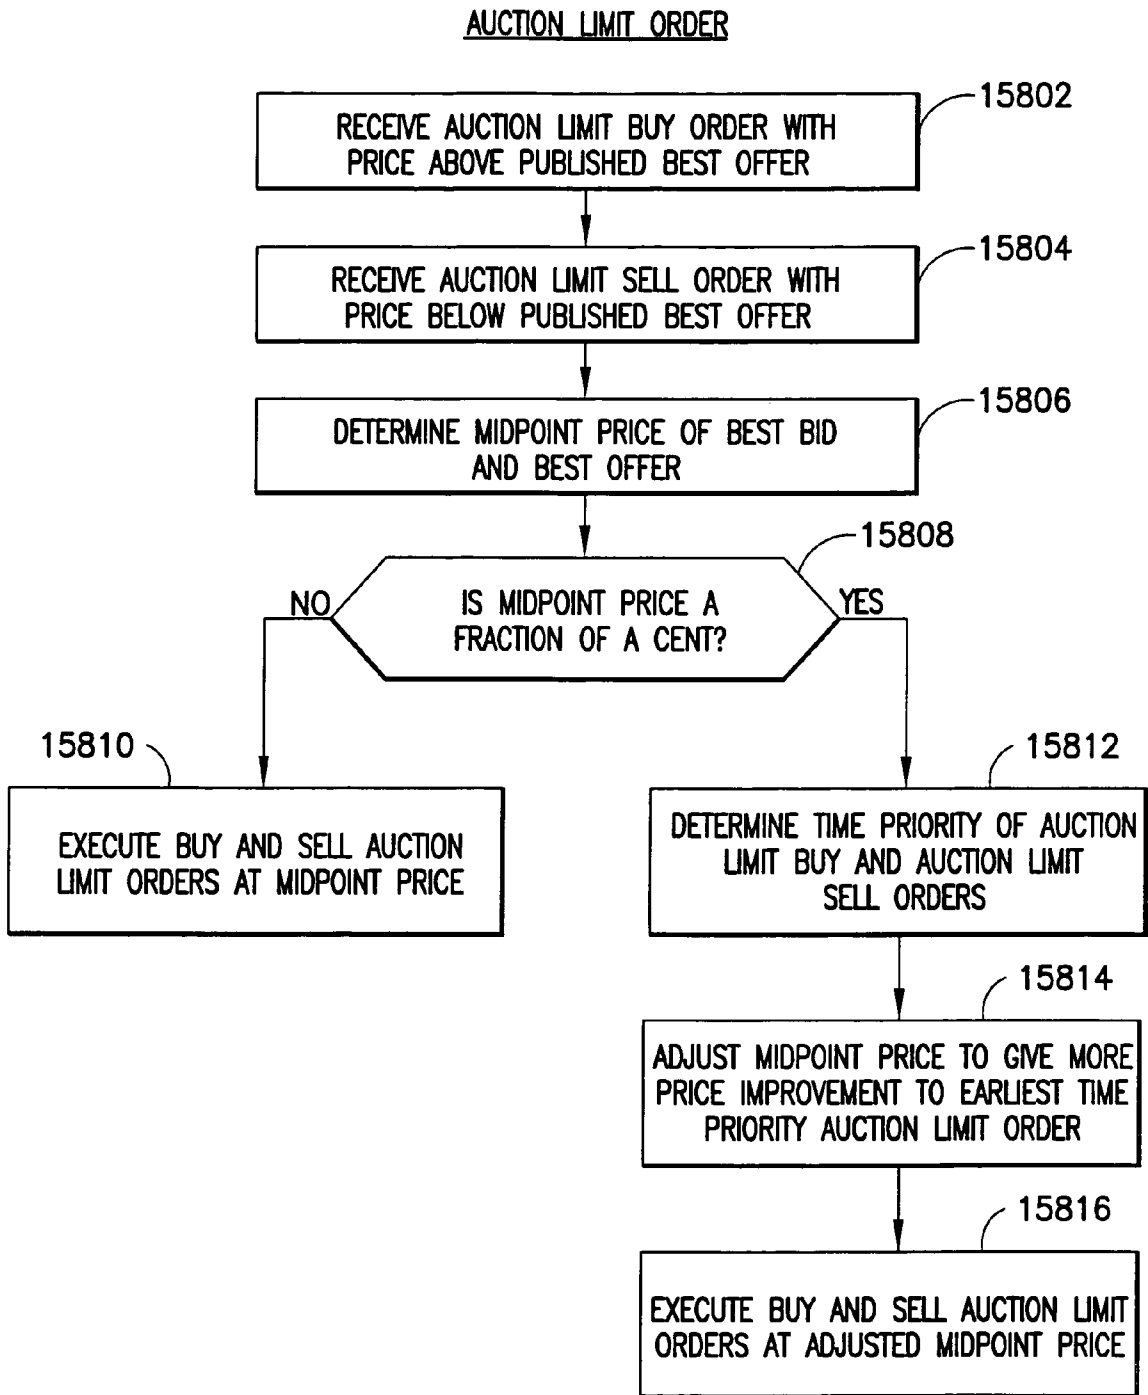 AUCTION LIMIT ORDER
15802
RECEIVE AUCTION LIMIT BUY ORDER WITH
PRICE ABOVE PUBLISHED BEST OFFER
15804
RECEIVE AUCTION LIMIT SELL ORDER WITH
PRICE BELOW PUBLISHED BEST OFFER
15806
DETERMINE MIDPOINT PRICE OF BEST BID
AND BEST OFFER
15808
NO
IS MIDPOINT PRICE A
FRACTION OF A CENT?
YES
15810
EXECUTE BUY AND SELL AUCTION
LIMIT ORDERS AT MIDPOINT PRICE
15812
DETERMINE TIME PRIORITY OF AUCTION
LIMIT BUY AND AUCTION LIMIT
SELL ORDERS
15814
ADJUST MIDPOINT PRICE TO GIVE MORE
PRICE IMPROVEMENT TO EARLIEST TIME
PRIORITY AUCTION LIMIT ORDER
15816
EXECUTE BUY AND SELL AUCTION LIMIT
ORDERS AT ADJUSTED MIDPOINT PRICE